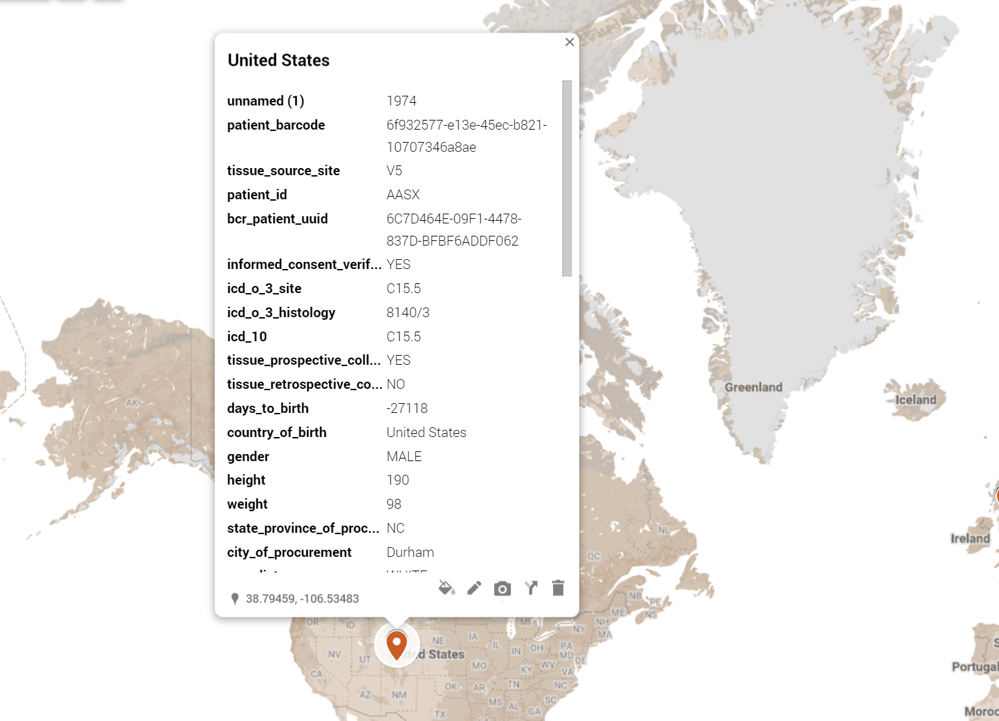 United States
unnamed (1) 1974
patient_barcode 6f932577-e13e-45ec-b821-
10707346a8ae
tissue_source_site V5
patient_id AASX
bcr_patient_uuid 6C7D464E-09F1-4478-
837D-BFBF6ADDF062
informed_consent_verif... YES
icd_o_3_site C15.5
icd_o_3_histology 8140/3
icd_10 C15.5
tissue_prospective_coll... YES
tissue_retrospective_co... NO
days_to_birth -27118
country_of_birth United States
gender MALE
height 190
weight 98
state_province_of_proc... NC
city_of_procurement Durham
WHITE
38.79459, -106.53483
Greenland
Iceland
AK
NL
Ireland
QC
NB
PE
ME
NS
OR
ID
SD
MI
NH
NY
MA
NE
IA
IL
IN
OH
PA
MD
DE
NV
UT
United States
MO
KY
WV
VA
CA
Portugal
AZ
NM
OK
AR
TN
NC
MS
AL
SC
GA
TX
Moroc